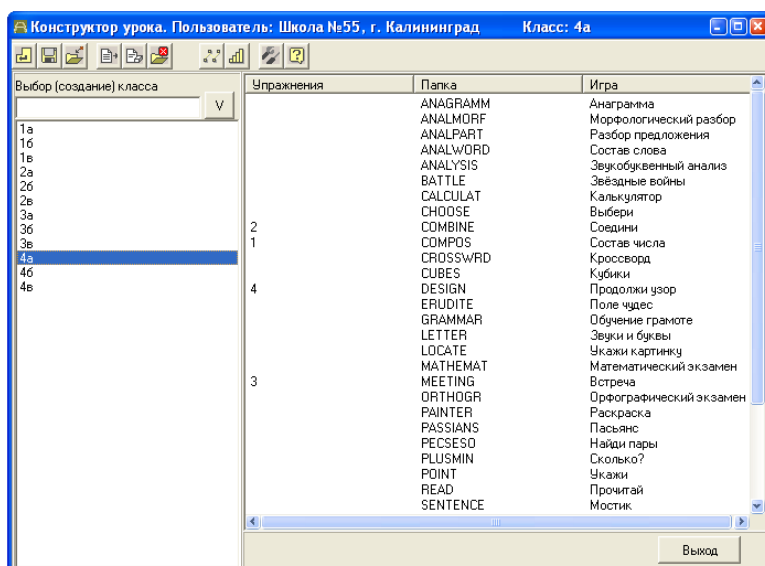 Конструктор урока. Пользователь: Школа №55, г. Калининград Класс: 4а
Выбор (создание) класса
V
1а
1б
1в
2а
2б
2в
3а
3б
3в
4а
4б
4в
Упражнения Папка Игра
ANAGRAMM Анаграмма
ANALMORF Морфологический разбор
ANALPART Разбор предложения
ANALWORD Состав слова
ANALYSIS Звукобуквенный анализ
BATTLE Звёздные войны
CALCULAT Калькулятор
CHOOSE Выбери
2 COMBINE Соедини
1 COMPOS Состав числа
CROSSWRD Кроссворд
CUBES Кубики
4 DESIGN Продолжи узор
ERUDITE Поле чудес
GRAMMAR Обучение грамоте
LETTER Звуки и буквы
LOCATE Укажи картинку
MATHEMAT Математический экзамен
3 MEETING Встреча
ORTHOGR Орфографический экзамен
PAINTER Раскраска
PASSIANS Пасьянс
PECSESO Найди пары
PLUSMIN Сколько?
POINT Укажи
READ Прочитай
SENTENCE Мостик
Выход